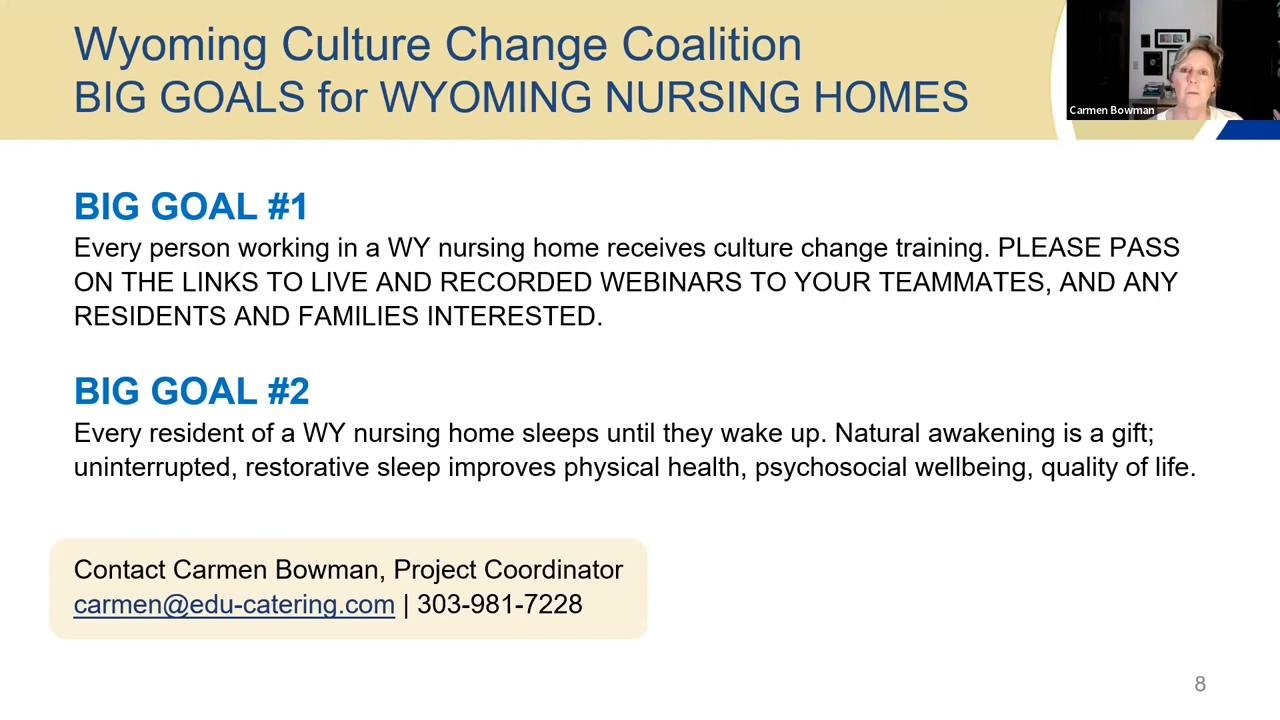 Wyoming Culture Change Coalition
BIG GOALS for WYOMING NURSING HOMES
Carmen Bowman
BIG GOAL #1
Every person working in a WY nursing home receives culture change training. PLEASE PASS
ON THE LINKS TO LIVE AND RECORDED WEBINARS TO YOUR TEAMMATES, AND ANY
RESIDENTS AND FAMILIES INTERESTED.
BIG GOAL #2
Every resident of a WY nursing home sleeps until they wake up. Natural awakening is a gift;
uninterrupted, restorative sleep improves physical health, psychosocial wellbeing, quality of life.
Contact Carmen Bowman, Project Coordinator
carmen@edu-catering.com | 303-981-7228
8